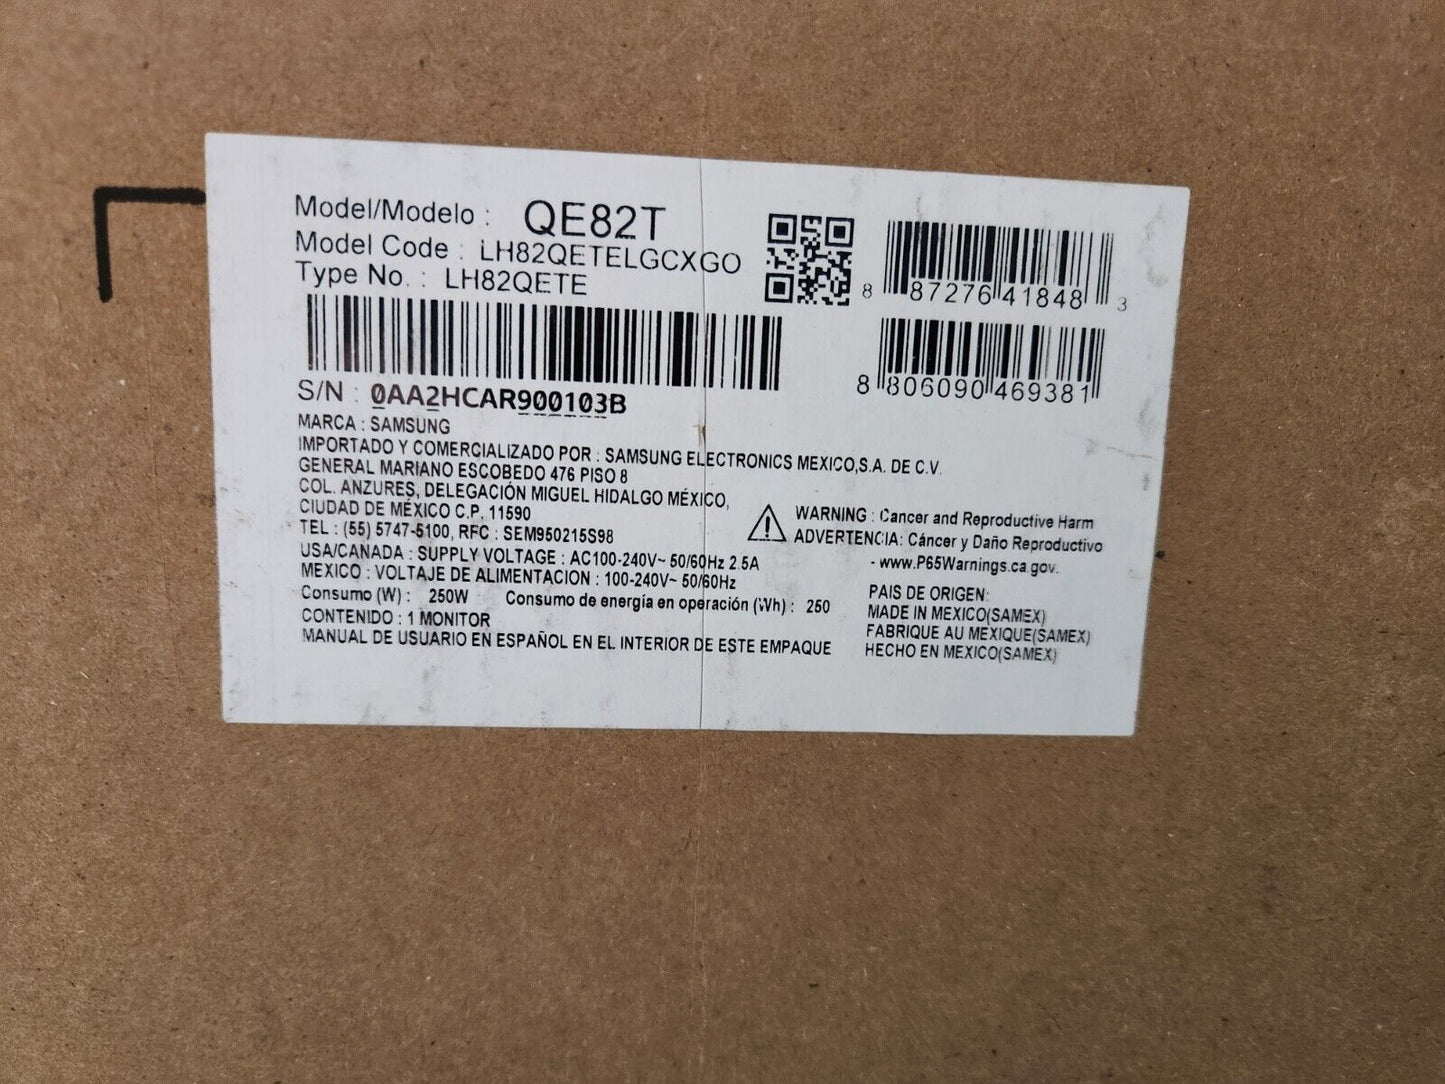 Model/Modelo : QE82T
Model Code : LH82QETELGCXGO
Type No. : LH82QETE
8 87276 41848 3
8 806090 469381
S/N : 0AA2HCAR900103B
MARCA : SAMSUNG
IMPORTADO Y COMERCIALIZADO POR : SAMSUNG ELECTRONICS MEXICO,S.A. DE C.V.
GENERAL MARIANO ESCOBEDO 476 PISO 8
COL. ANZURES, DELEGACIÓN MIGUEL HIDALGO MÉXICO,
CIUDAD DE MÉXICO C.P. 11590
TEL : (55) 5747-5100, RFC : SEM950215S98
USA/CANADA : SUPPLY VOLTAGE : AC100-240V~ 50/60Hz 2.5A
MEXICO : VOLTAJE DE ALIMENTACION : 100-240V~ 50/60Hz
Consumo (W) : 250W Consumo de energía en operación (Wh) : 250
CONTENIDO : 1 MONITOR
MANUAL DE USUARIO EN ESPAÑOL EN EL INTERIOR DE ESTE EMPAQUE
WARNING : Cancer and Reproductive Harm
ADVERTENCIA: Cáncer y Daño Reproductivo
- www.P65Warnings.ca.gov.
PAIS DE ORIGEN:
MADE IN MEXICO(SAMEX)
FABRIQUE AU MEXIQUE(SAMEX)
HECHO EN MEXICO(SAMEX)